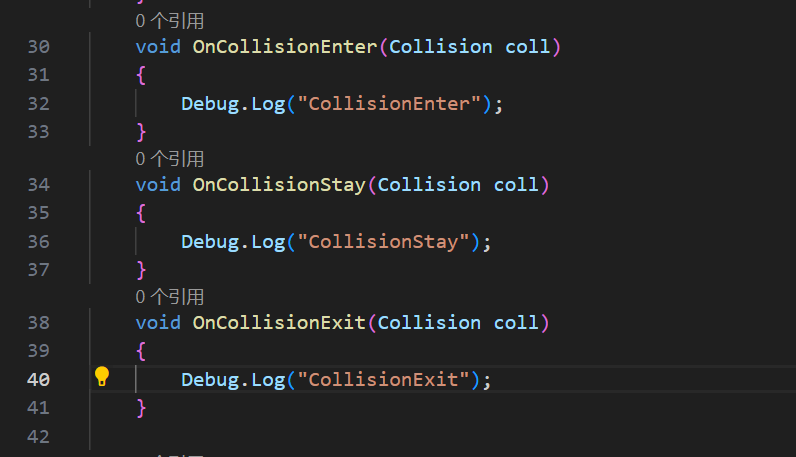 0 个引用
30 void OnCollisionEnter(Collision coll)
31 {
32 Debug.Log("CollisionEnter");
33 }
0 个引用
34 void OnCollisionStay(Collision coll)
35 {
36 Debug.Log("CollisionStay");
37 }
0 个引用
38 void OnCollisionExit(Collision coll)
39 {
40 Debug.Log("CollisionExit");
41 }
42